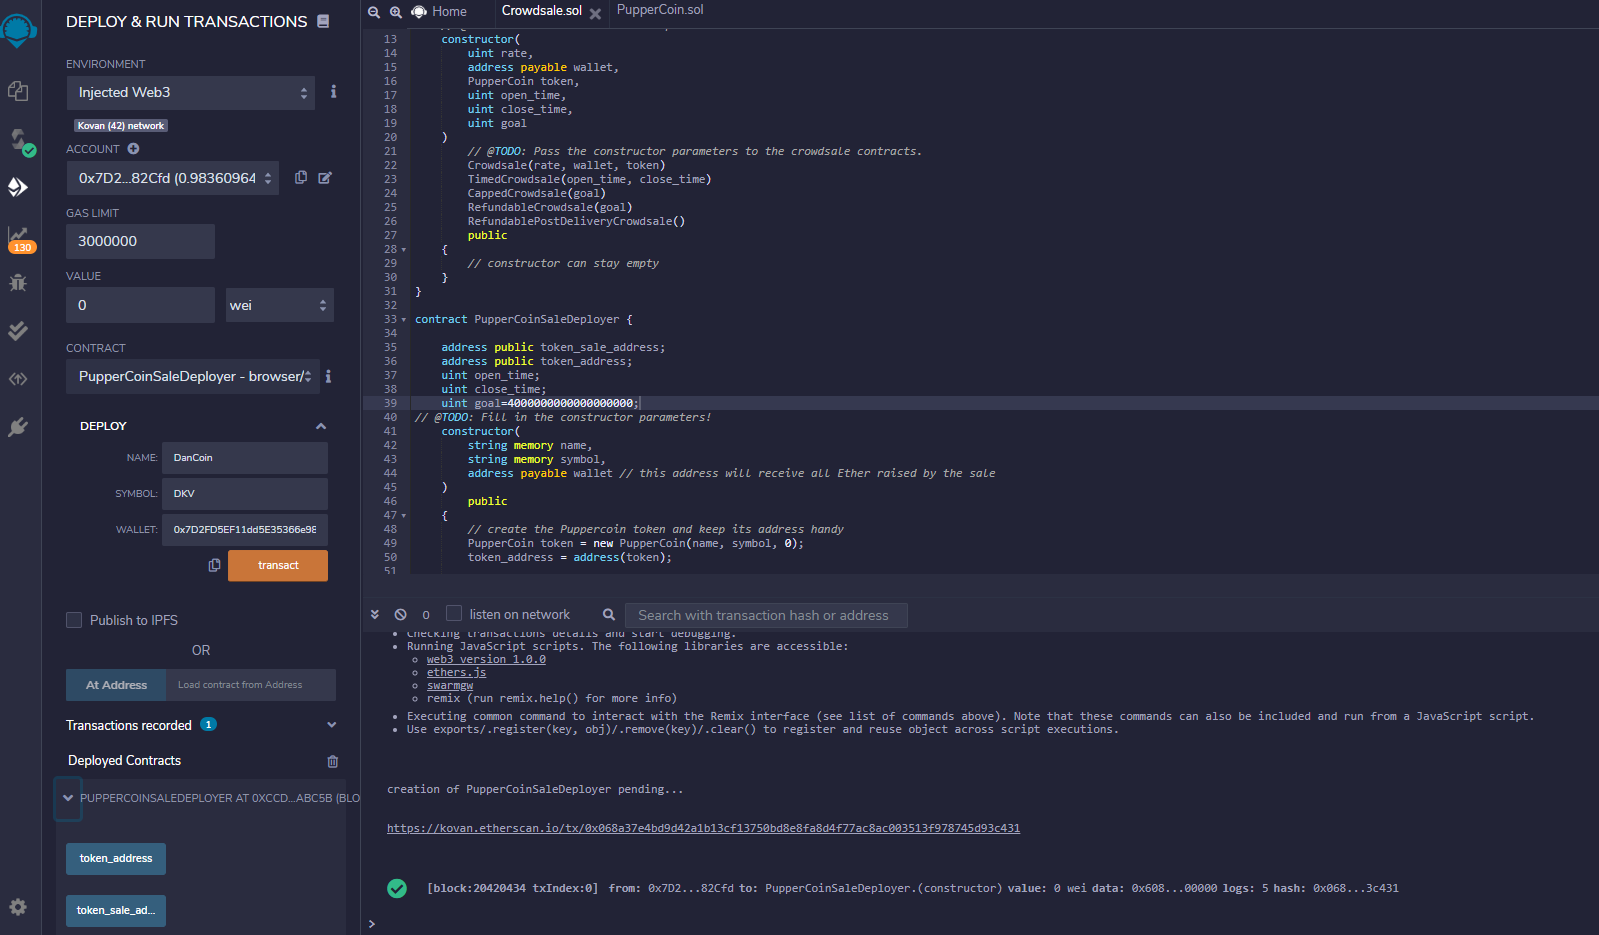 DEPLOY & RUN TRANSACTIONS
ENVIRONMENT
Injected Web3
Kovan (42) network
ACCOUNT
0x7D2...82Cfd (0.98360964
GAS LIMIT
3000000
VALUE
0
wei
CONTRACT
PupperCoinSaleDeployer - browser/
DEPLOY
NAME: DanCoin
SYMBOL: DKV
WALLET: 0x7D2FD5EF11dd5E35366e98
transact
Publish to IPFS
OR
At Address Load contract from Address
Transactions recorded 1
Deployed Contracts
PUPPERCOINSALEDEPLOYER AT 0XCCD...ABC5B (BLO
token_address
token_sale_ad...
130
Home Crowdsale.sol PupperCoin.sol
13 constructor(
14 uint rate,
15 address payable wallet,
16 PupperCoin token,
17 uint open_time,
18 uint close_time,
19 uint goal
20 )
21 // @TODO: Pass the constructor parameters to the crowdsale contracts.
22 Crowdsale(rate, wallet, token)
23 TimedCrowdsale(open_time, close_time)
24 CappedCrowdsale(goal)
25 RefundableCrowdsale(goal)
26 RefundablePostDeliveryCrowdsale()
27 public
28 {
29 // constructor can stay empty
30 }
31 }
32
33 contract PupperCoinSaleDeployer {
34
35 address public token_sale_address;
36 address public token_address;
37 uint open_time;
38 uint close_time;
39 uint goal=4000000000000000000;
40 // @TODO: Fill in the constructor parameters!
41 constructor(
42 string memory name,
43 string memory symbol,
44 address payable wallet // this address will receive all Ether raised by the sale
45 )
46 public
47 {
48 // create the Puppercoin token and keep its address handy
49 PupperCoin token = new PupperCoin(name, symbol, 0);
50 token_address = address(token);
51
0 listen on network Search with transaction hash or address
• Checking transactions details and start debugging.
• Running JavaScript scripts. The following libraries are accessible:
web3 version 1.0.0
ethers.js
swarmgw
remix (run remix.help() for more info)
• Executing common command to interact with the Remix interface (see list of commands above). Note that these commands can also be included and run from a JavaScript script.
• Use exports/.register(key, obj)/.remove(key)/.clear() to register and reuse object across script executions.
creation of PupperCoinSaleDeployer pending...
https://kovan.etherscan.io/tx/0x068a37e4bd9d42a1b13cf13750bd8e8fa8d4f77ac8ac003513f978745d93c431
[block:20420434 txIndex:0] from: 0x7D2...82Cfd to: PupperCoinSaleDeployer.(constructor) value: 0 wei data: 0x608...00000 logs: 5 hash: 0x068...3c431
>